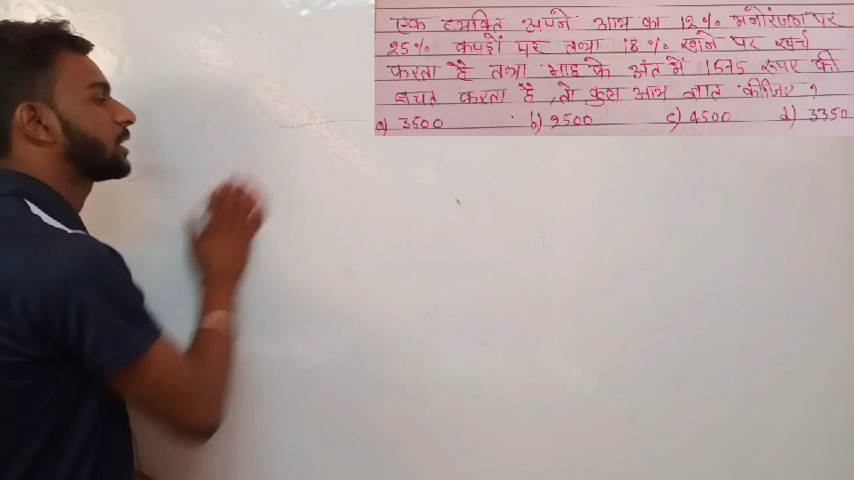 एक व्यक्ति अपने आय का 12% मनोरंजन पर
25% कपड़ों पर तथा 18% खाने पर खर्च
करता है तथा माह के अंत में 1575 रूपए की
बचत करता है, तो कुल आय ज्ञात कीजिए ?
a) 3500 b) 2500 c) 4500 d) 3350